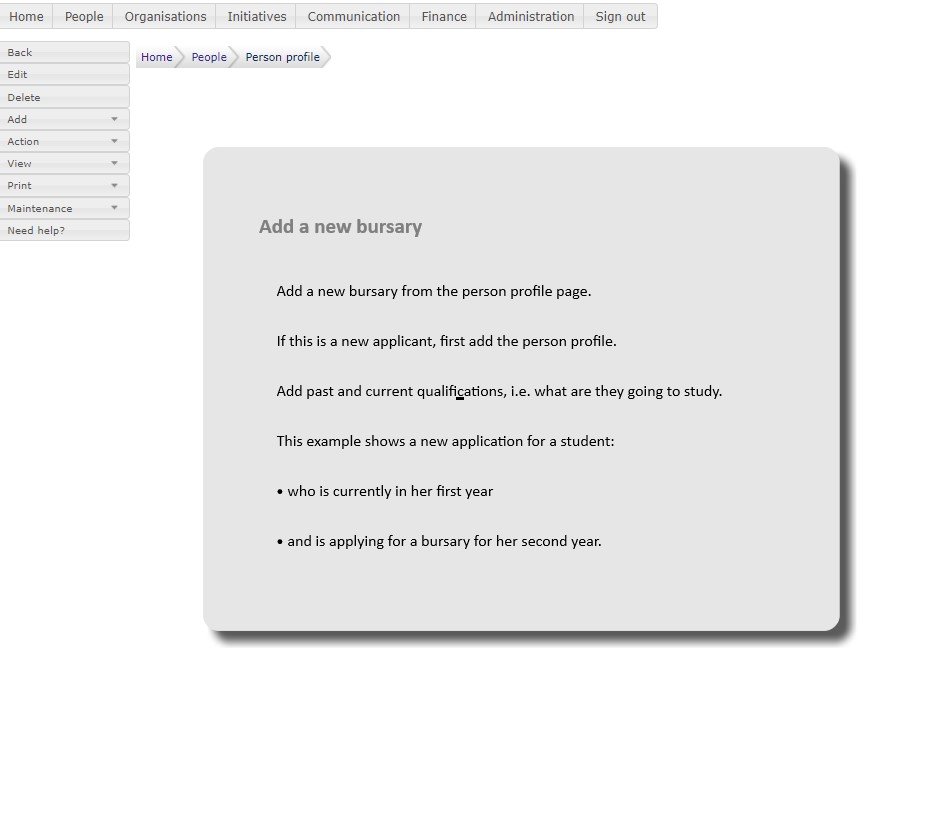 Home People Organisations Initiatives Communication Finance Administration Sign out
Back
Edit
Delete
Add
Action
View
Print
Maintenance
Need help?
Home People Person profile
Add a new bursary
Add a new bursary from the person profile page.
If this is a new applicant, first add the person profile.
Add past and current qualifications, i.e. what are they going to study.
This example shows a new application for a student:
• who is currently in her first year
• and is applying for a bursary for her second year.